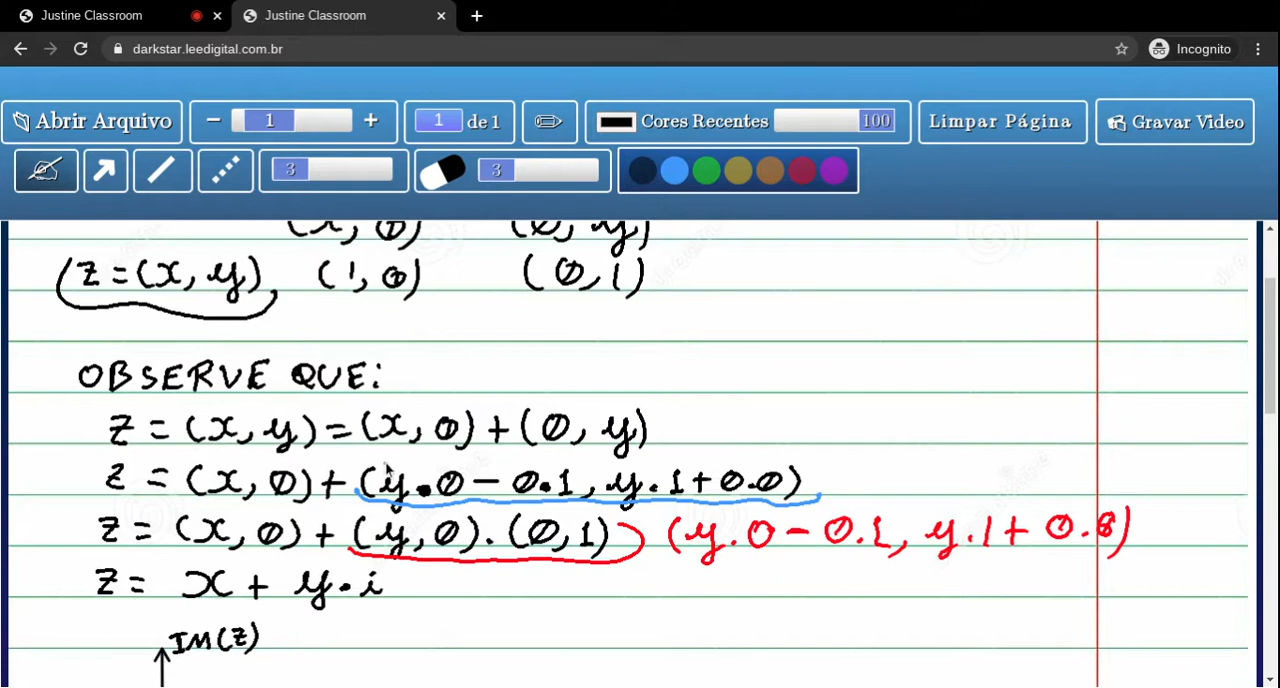 Justine Classroom Justine Classroom
darkstar.leedigital.com.br Incognito
Abrir Arquivo − 1 + 1 de 1 Cores Recentes 100 Limpar Página Gravar Video
3 3
(x, 0) (0, y)
(z = (x, y) (1, 0) (0, 1)
OBSERVE QUE:
z = (x, y) = (x, 0) + (0, y)
z = (x, 0) + (y.0 − 0.1, y.1 + 0.0)
z = (x, 0) + (y, 0).(0, 1) (y.0 − 0.1, y.1 + 0.0)
z = x + y.i
IM(z)